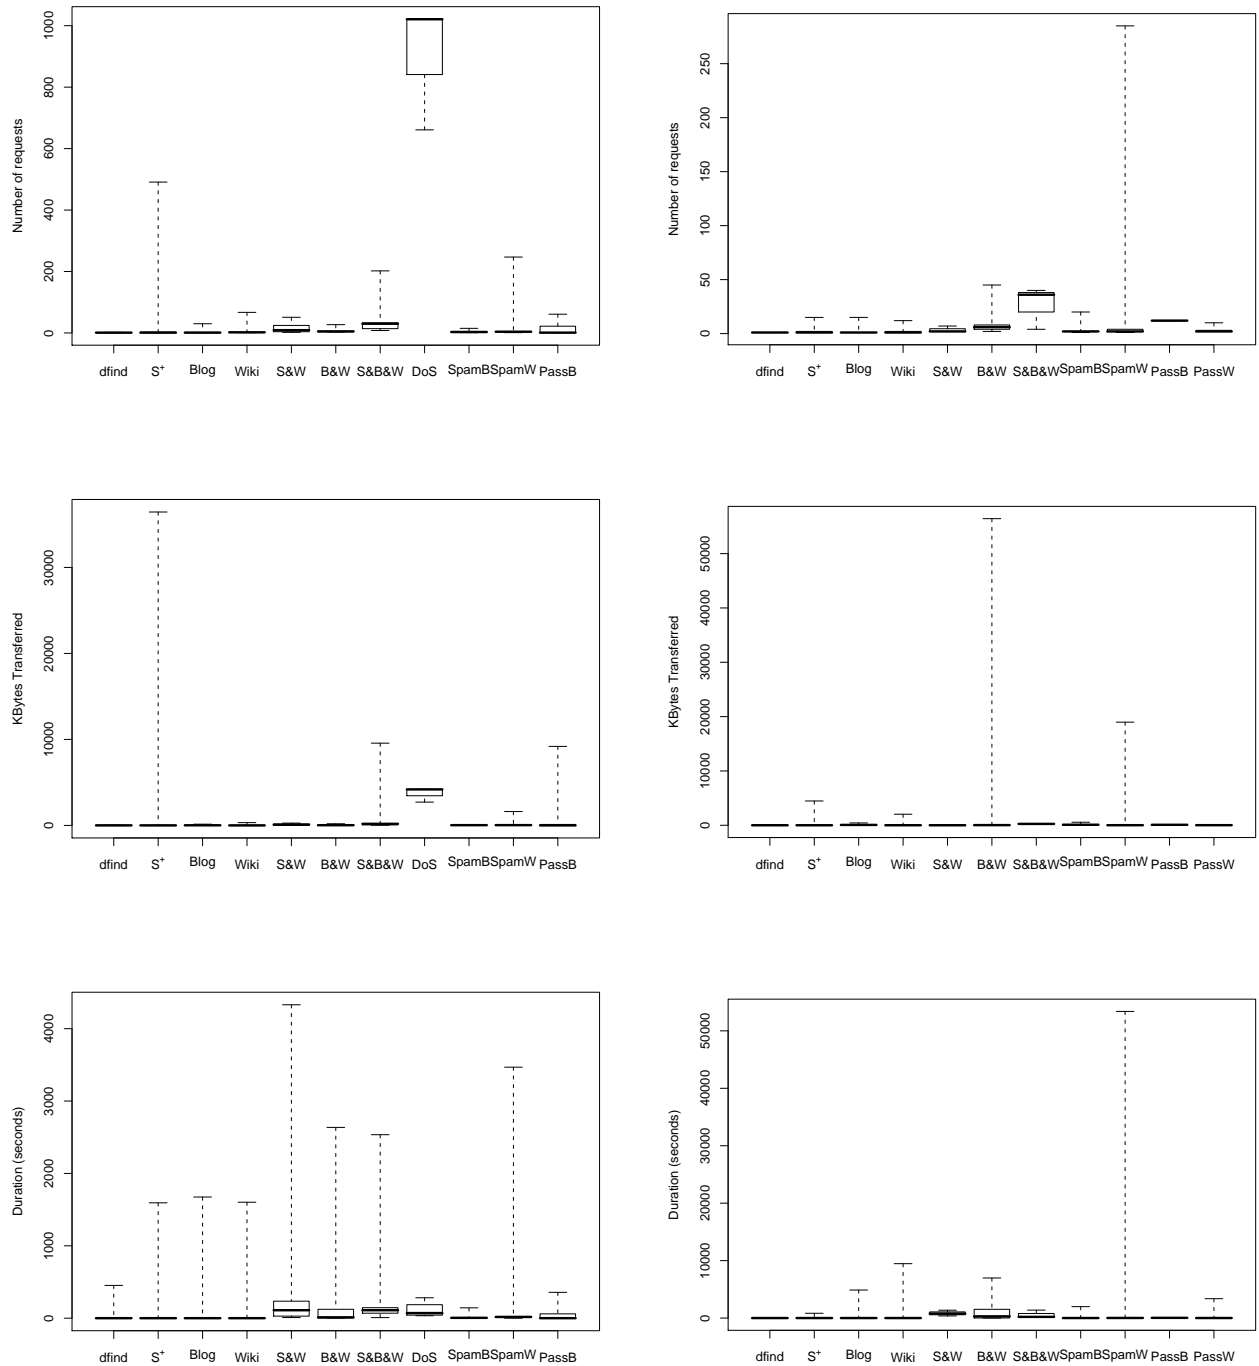 Number of requests
0 200 400 600 800 1000
dfind S+ Blog Wiki S&W B&W S&B&W DoS SpamB SpamW PassB
Number of requests
0 50 100 150 200 250
dfind S+ Blog Wiki S&W B&W S&B&W SpamB SpamW PassB PassW
KBytes Transferred
0 10000 20000 30000
dfind S+ Blog Wiki S&W B&W S&B&W DoS SpamB SpamW PassB
KBytes Transferred
0 10000 20000 30000 40000 50000
dfind S+ Blog Wiki S&W B&W S&B&W SpamB SpamW PassB PassW
Duration (seconds)
0 1000 2000 3000 4000
dfind S+ Blog Wiki S&W B&W S&B&W DoS SpamB SpamW PassB
Duration (seconds)
0 10000 20000 30000 40000 50000
dfind S+ Blog Wiki S&W B&W S&B&W SpamB SpamW PassB PassW